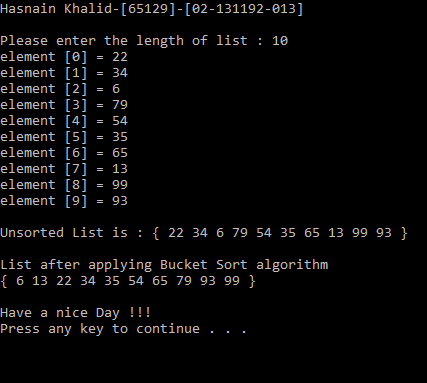 Hasnain Khalid-[65129]-[02-131192-013]
Please enter the length of list : 10
element [0] = 22
element [1] = 34
element [2] = 6
element [3] = 79
element [4] = 54
element [5] = 35
element [6] = 65
element [7] = 13
element [8] = 99
element [9] = 93
Unsorted List is : { 22 34 6 79 54 35 65 13 99 93 }
List after applying Bucket Sort algorithm
{ 6 13 22 34 35 54 65 79 93 99 }
Have a nice Day !!!
Press any key to continue . . .